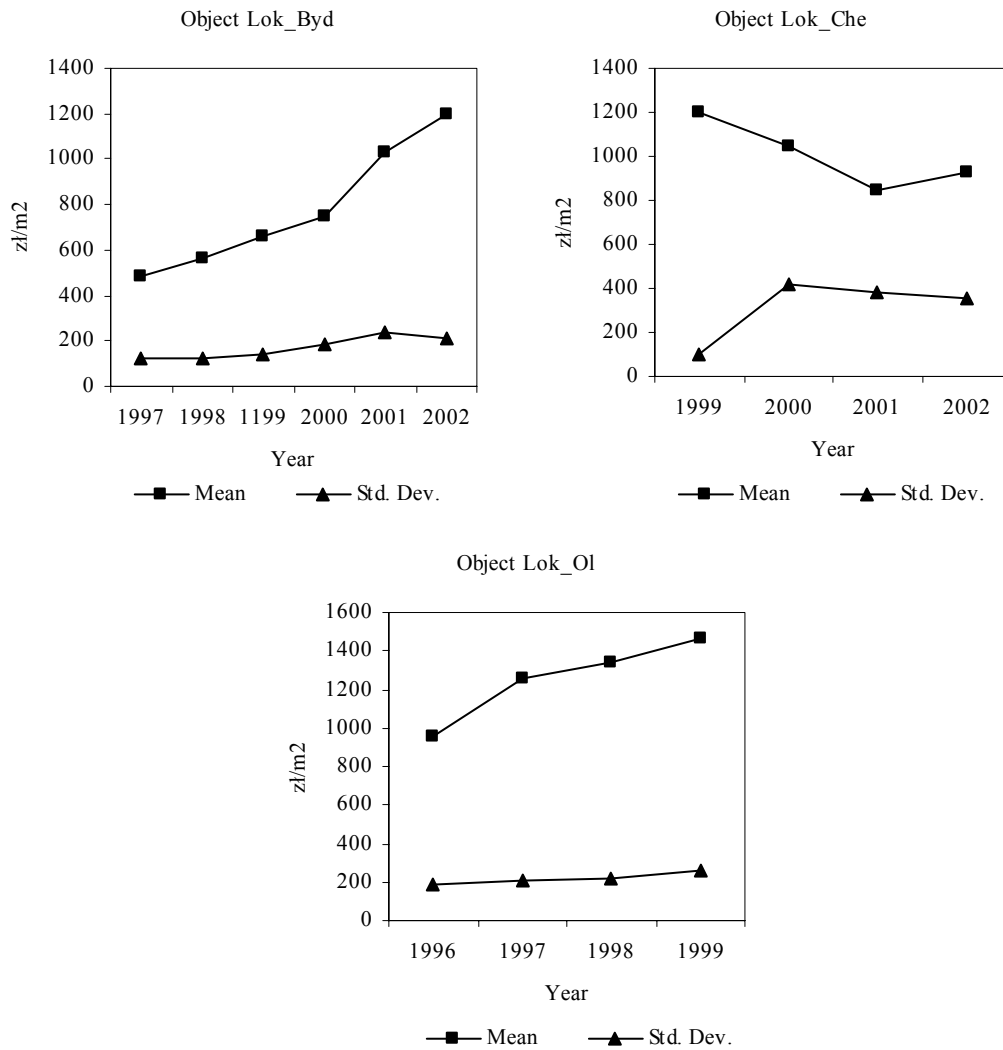 Object Lok_Byd
1400
1200
1000
800
600
400
200
0
zł/m2
1997 1998 1199 2000 2001 2002
Year
Mean Std. Dev.
Object Lok_Che
1400
1200
1000
800
600
400
200
0
zł/m2
1999 2000 2001 2002
Year
Mean Std. Dev.
Object Lok_Ol
1600
1400
1200
1000
800
600
400
200
0
zł/m2
1996 1997 1998 1999
Year
Mean Std. Dev.